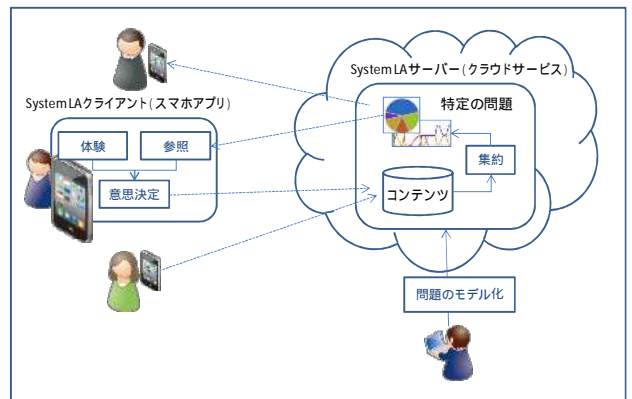 SystemLAサーバー(クラウドサービス)
特定の問題
SystemLAクライアント(スマホアプリ)
体験
参照
集約
意思決定
コンテンツ
問題のモデル化